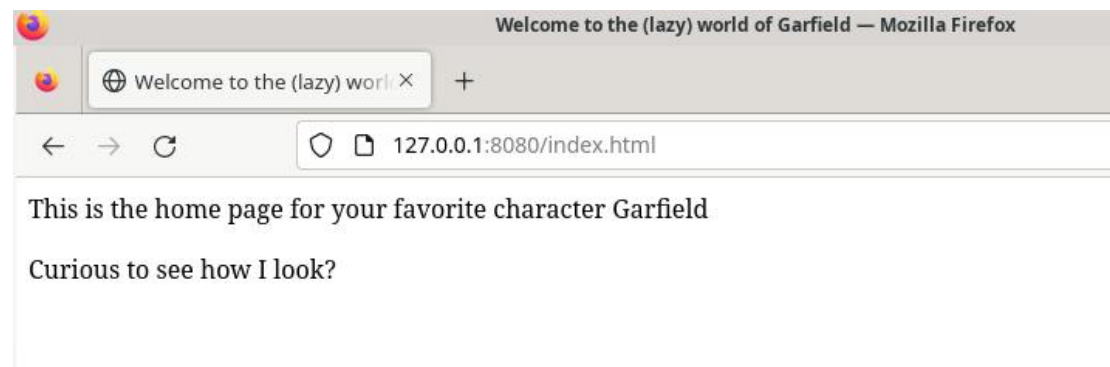 Welcome to the (lazy) world of Garfield — Mozilla Firefox
Welcome to the (lazy) worl
127.0.0.1:8080/index.html
This is the home page for your favorite character Garfield
Curious to see how I look?